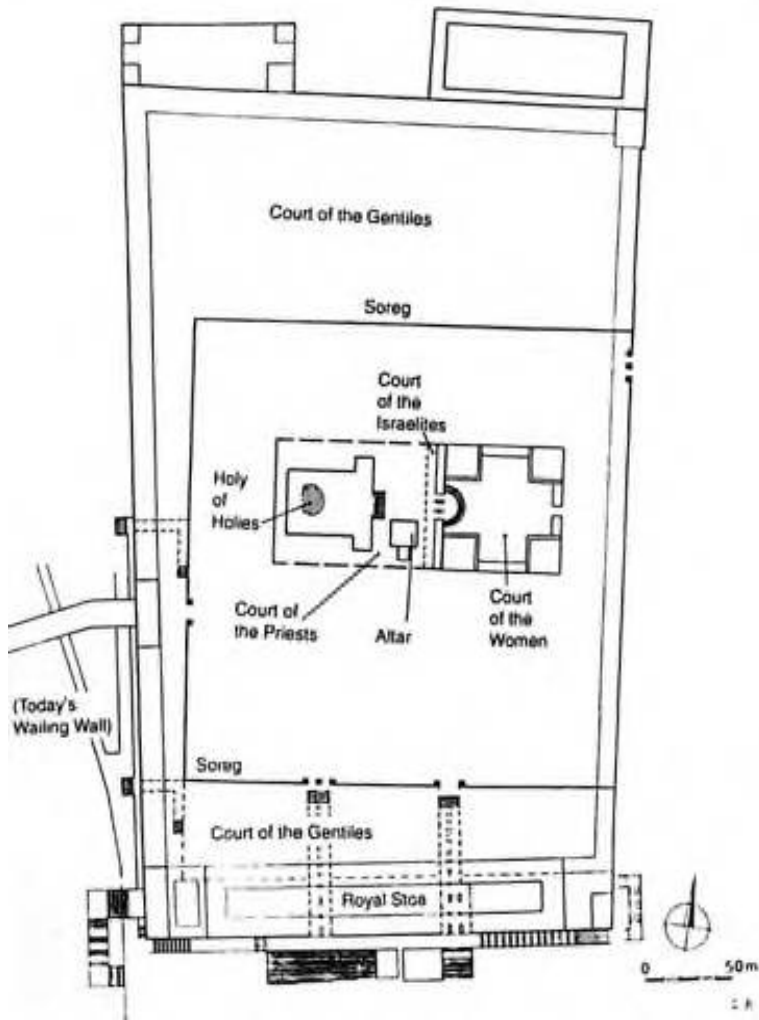 Court of the Gentiles
Soreg
Court
of the
Israelites
Holy
of
Holies
Court of
the Priests
Altar
Court
of the
Women
(Today's
Wailing Wall)
Soreg
Court of the Gentiles
Royal Stoa
0 50m